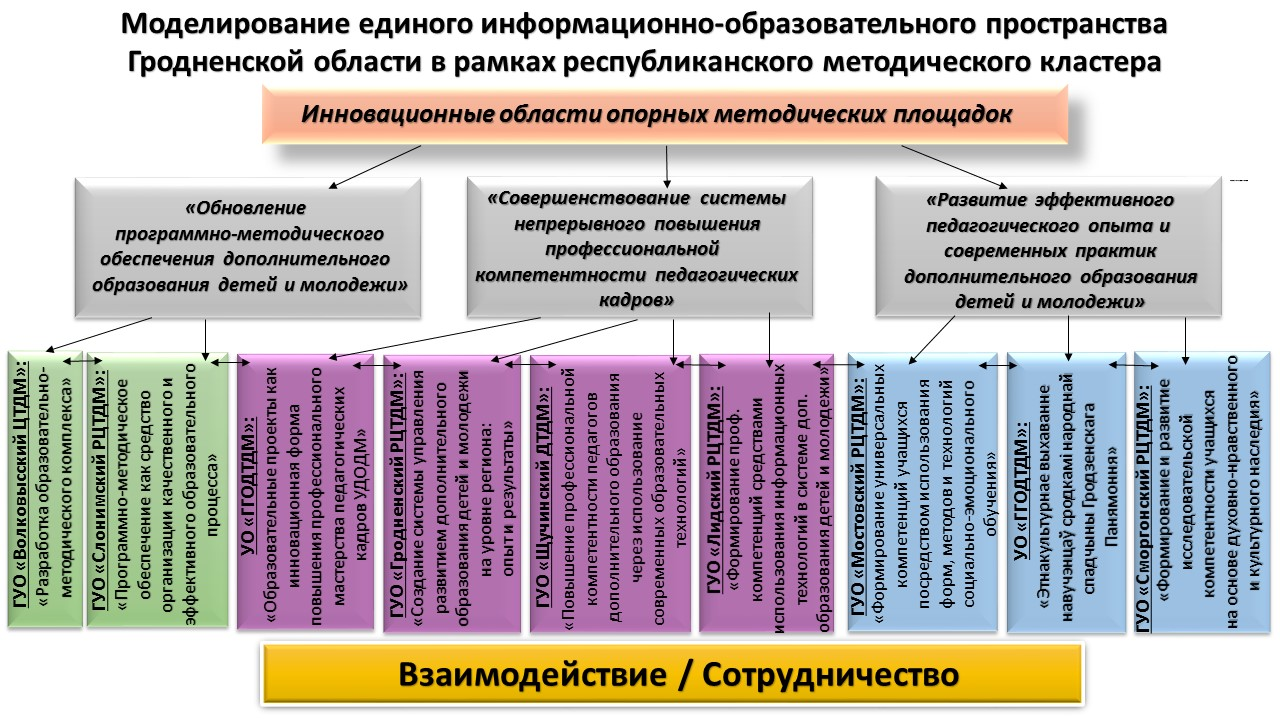 Моделирование единого информационно-образовательного пространства
Гродненской области в рамках республиканского методического кластера
Инновационные области опорных методических площадок
«Обновление
программно-методического
обеспечения дополнительного
образования детей и молодежи»
«Совершенствование системы
непрерывного повышения
профессиональной
компетентности педагогических
кадров»
«Развитие эффективного
педагогического опыта и
современных практик
дополнительного образования
детей и молодежи»
ГУО «Волковысский ЦТДМ»:
«Разработка образовательно-
методического комплекса»
ГУО «Слонимский РЦТДМ»:
«Программно-методическое
обеспечение как средство
организации качественного и
эффективного образовательного
процесса»
УО «ГГОДТДМ»:
«Образовательные проекты как
инновационная форма
повышения профессионального
мастерства педагогических
кадров УДОДМ»
ГУО «Гродненский РЦТДМ»:
«Создание системы управления
развитием дополнительного
образования детей и молодежи
на уровне региона:
опыт и результаты»
ГУО «Щучинский ДТДМ»:
«Повышение профессиональной
компетентности педагогов
дополнительного образования
через использование
современных образовательных
технологий»
ГУО «Лидский РЦТДМ»:
«Формирование проф.
компетенций средствами
использования информационных
технологий в системе доп.
образования детей и молодежи»
ГУО «Мостовский РЦТДМ»:
«Формирование универсальных
компетенций учащихся
посредством использования
форм, методов и технологий
социально-эмоционального
обучения»
УО «ГГОДТДМ»:
«Этнакультурнае выхаванне
навучэнцаў сродкамі народнай
спадчыны Гродзенскага
Панямоння»
ГУО «Сморгонский РЦТДМ»:
«Формирование и развитие
исследовательской
компетентности учащихся
на основе духовно-нравственного
и культурного наследия»
Взаимодействие / Сотрудничество